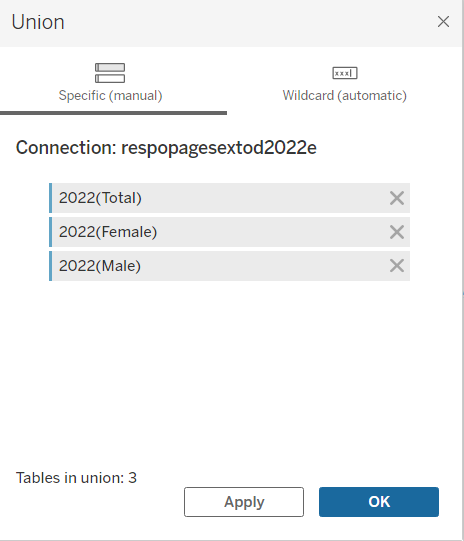 Union
xxx
Specific (manual)
Wildcard (automatic)
Connection: respopagesextod2022e
2022(Total)
2022(Female)
2022(Male)
Tables in union: 3
Apply
OK